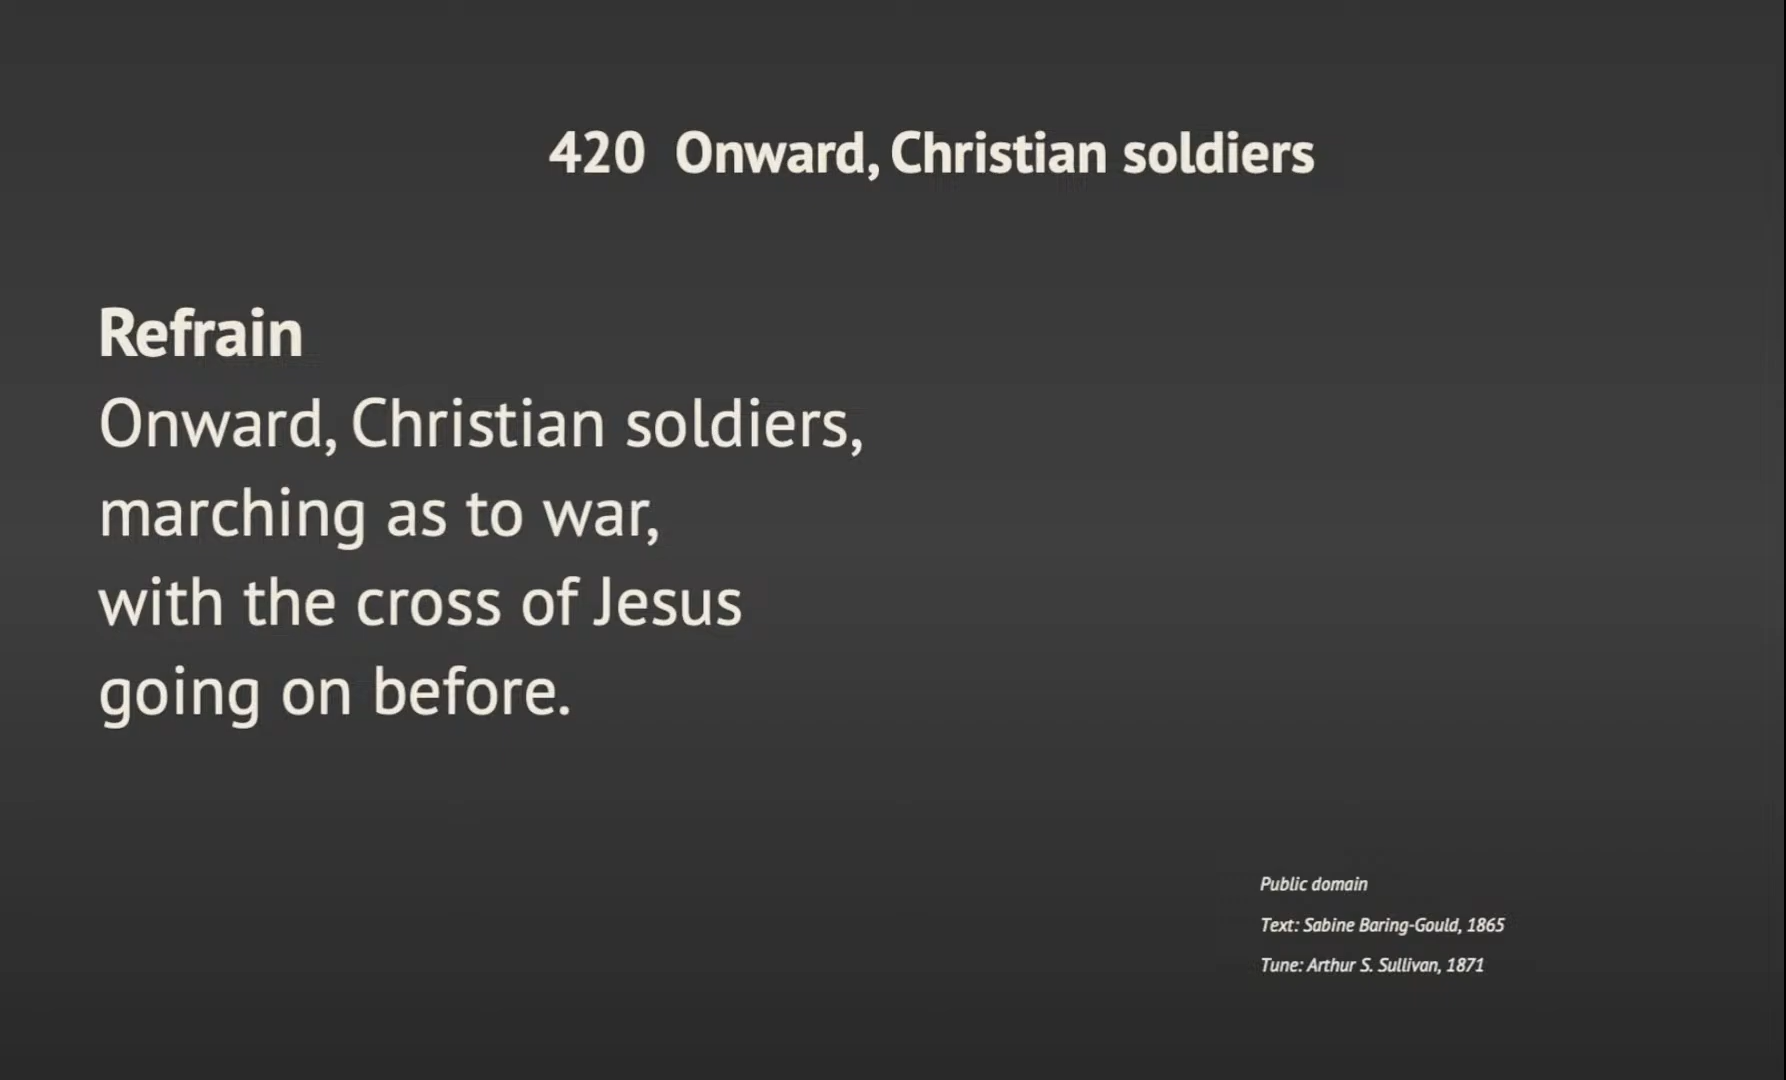 420 Onward, Christian soldiers
Refrain
Onward, Christian soldiers,
marching as to war,
with the cross of Jesus
going on before.
Public domain
Text: Sabine Baring-Gould, 1865
Tune: Arthur S. Sullivan, 1871